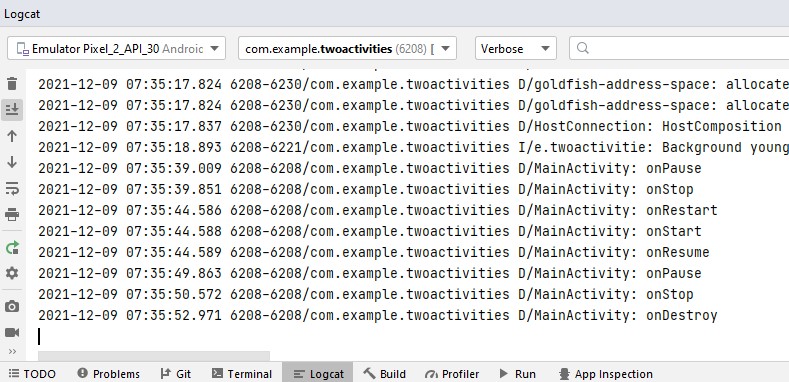 Logcat
Emulator Pixel_2_API_30 Android
com.example.twoactivities (6208) [
Verbose
2021-12-09 07:35:17.824 6208-6230/com.example.twoactivities D/goldfish-address-space: allocate
2021-12-09 07:35:17.824 6208-6230/com.example.twoactivities D/goldfish-address-space: allocate
2021-12-09 07:35:17.837 6208-6230/com.example.twoactivities D/HostConnection: HostComposition
2021-12-09 07:35:18.893 6208-6221/com.example.twoactivities I/e.twoactivitie: Background young
2021-12-09 07:35:39.009 6208-6208/com.example.twoactivities D/MainActivity: onPause
2021-12-09 07:35:39.851 6208-6208/com.example.twoactivities D/MainActivity: onStop
2021-12-09 07:35:44.586 6208-6208/com.example.twoactivities D/MainActivity: onRestart
2021-12-09 07:35:44.588 6208-6208/com.example.twoactivities D/MainActivity: onStart
2021-12-09 07:35:44.589 6208-6208/com.example.twoactivities D/MainActivity: onResume
2021-12-09 07:35:49.863 6208-6208/com.example.twoactivities D/MainActivity: onPause
2021-12-09 07:35:50.572 6208-6208/com.example.twoactivities D/MainActivity: onStop
2021-12-09 07:35:52.971 6208-6208/com.example.twoactivities D/MainActivity: onDestroy
TODO Problems Git Terminal Logcat Build Profiler Run App Inspection